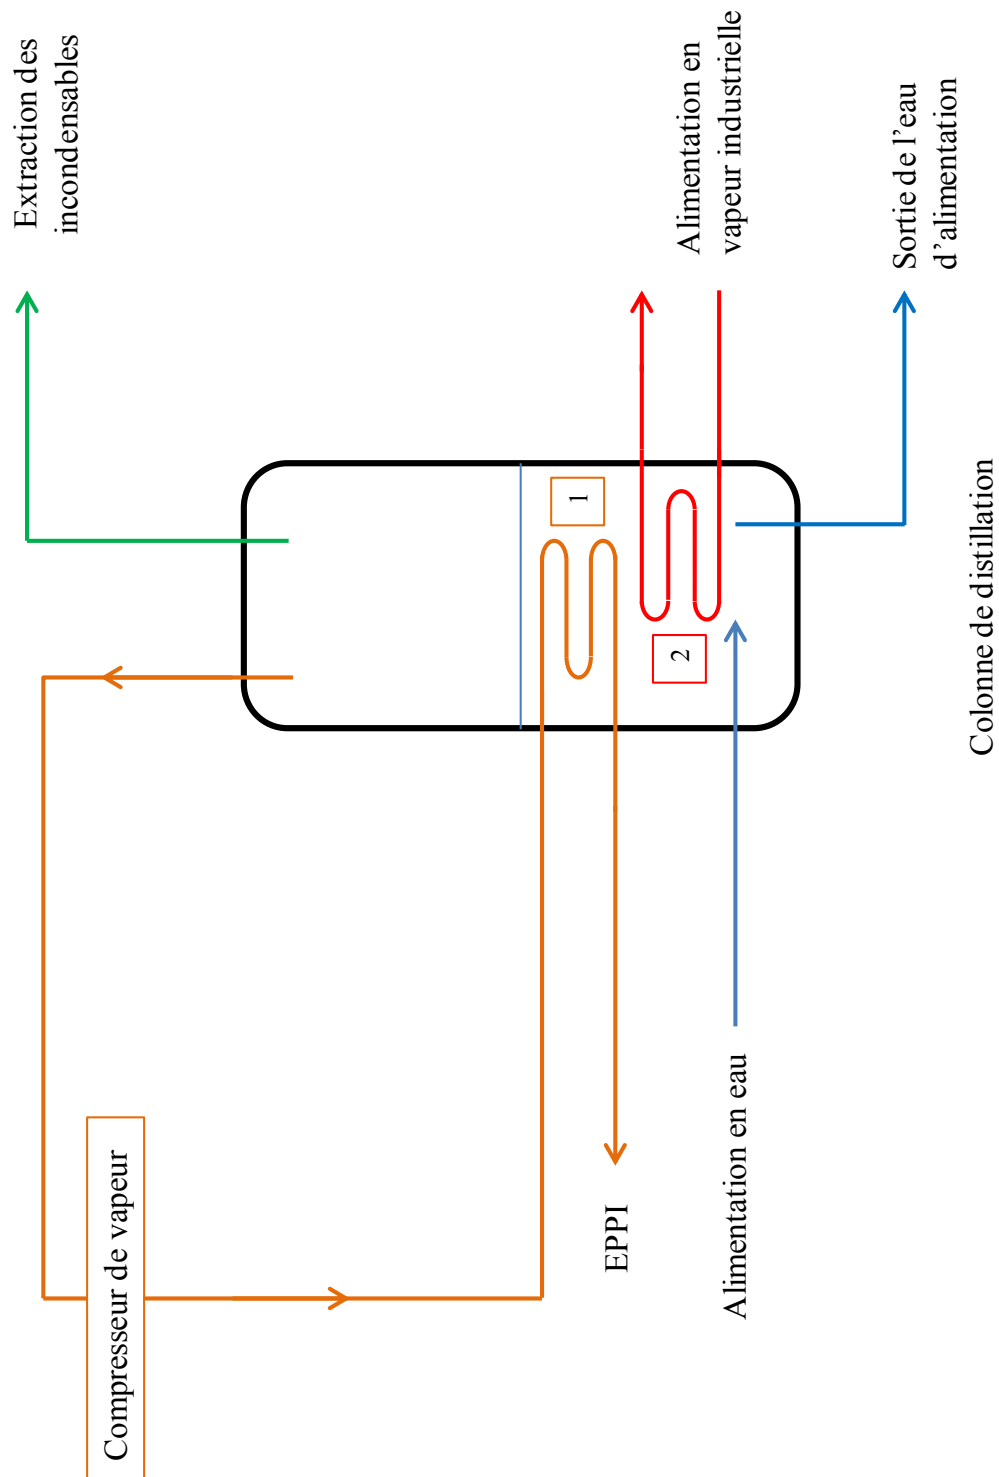 Extraction des
incondensables
Compresseur de vapeur
1
2
Alimentation en
vapeur industrielle
EPPI
Alimentation en eau
Sortie de l’eau
d’alimentation
Colonne de distillation